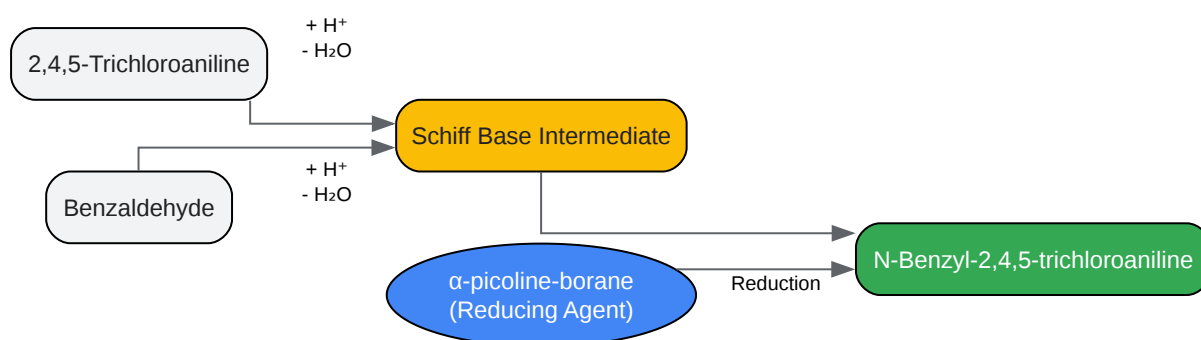 + H⁺
- H₂O
2,4,5-Trichloroaniline
Schiff Base Intermediate
+ H⁺
- H₂O
Benzaldehyde
N-Benzyl-2,4,5-trichloroaniline
α-picoline-borane
(Reducing Agent)
Reduction